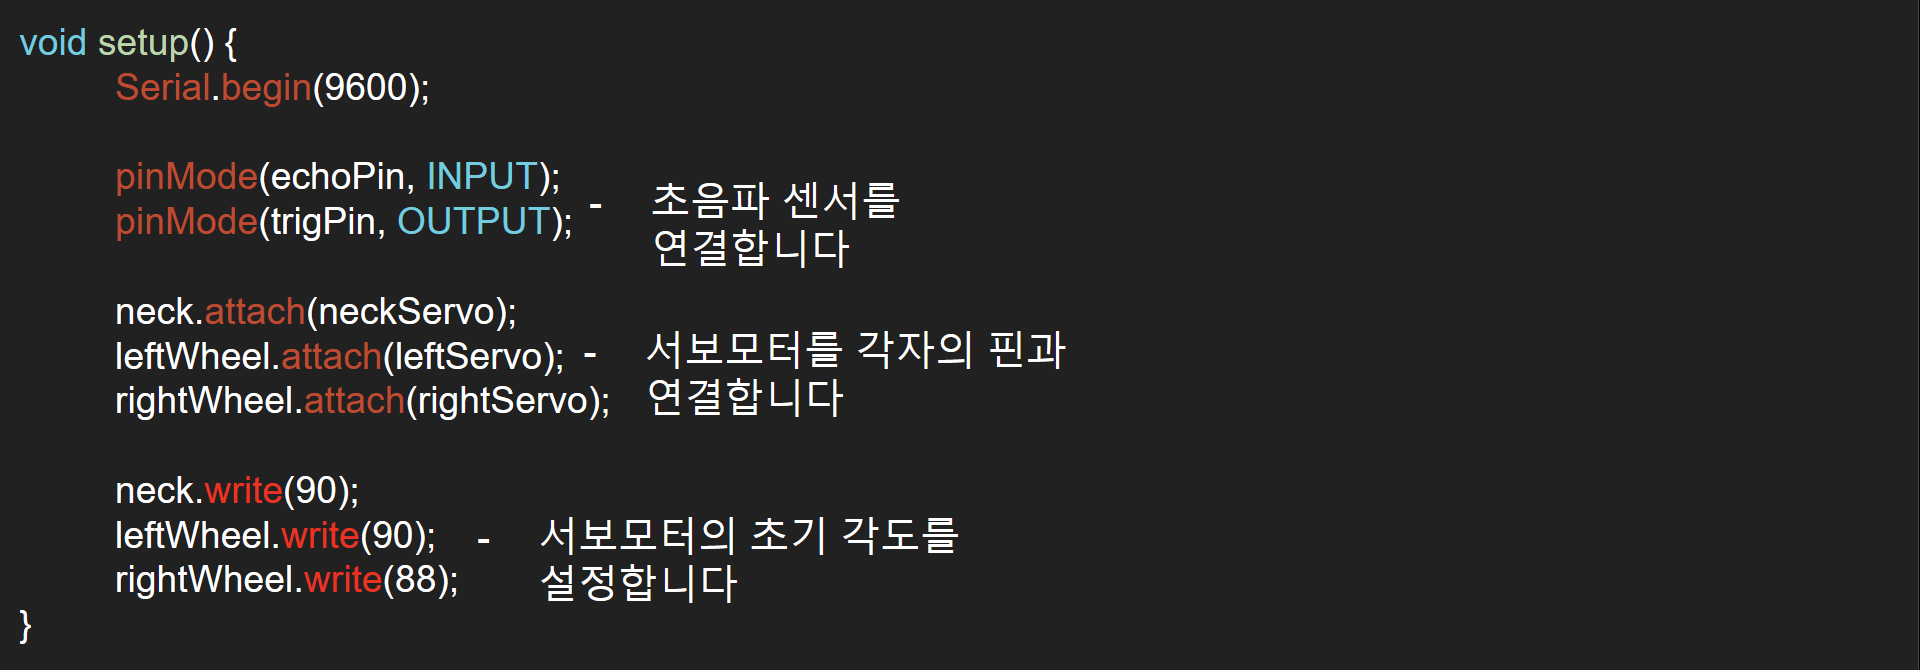 void setup() {
Serial.begin(9600);
pinMode(echoPin, INPUT);
pinMode(trigPin, OUTPUT);
- 초음파 센서를
연결합니다
neck.attach(neckServo);
leftWheel.attach(leftServo);
rightWheel.attach(rightServo);
- 서보모터를 각자의 핀과
연결합니다
neck.write(90);
leftWheel.write(90);
rightWheel.write(88);
- 서보모터의 초기 각도를
설정합니다
}